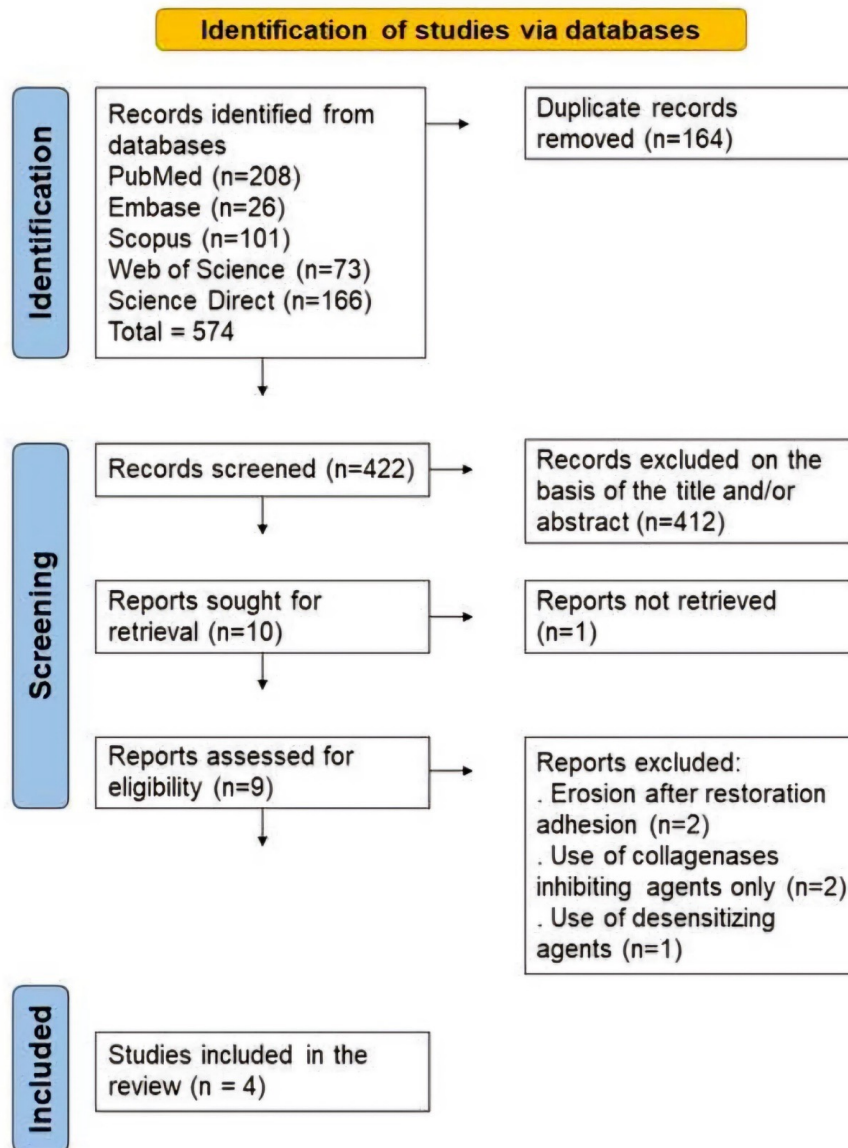 Identification of studies via databases
Identification
Records identified from
databases
PubMed (n=208)
Embase (n=26)
Scopus (n=101)
Web of Science (n=73)
Science Direct (n=166)
Total = 574
Duplicate records
removed (n=164)
Screening
Records screened (n=422)
Records excluded on the
basis of the title and/or
abstract (n=412)
Reports sought for
retrieval (n=10)
Reports not retrieved
(n=1)
Reports assessed for
eligibility (n=9)
Reports excluded:
. Erosion after restoration
adhesion (n=2)
. Use of collagenases
inhibiting agents only (n=2)
. Use of desensitizing
agents (n=1)
Included
Studies included in the
review (n = 4)